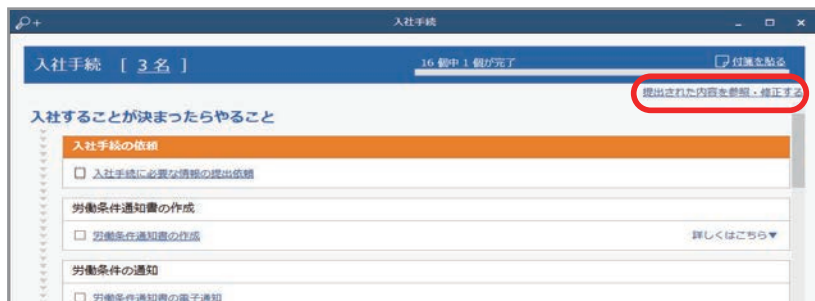 入社手続
入社手続 [ 3名 ]
16 個中 1 個が完了
付箋を貼る
提出された内容を参照・修正する
入社することが決まったらやること
入社手続の依頼
入社手続に必要な情報の提出依頼
労働条件通知書の作成
労働条件通知書の作成
詳しくはこちら▼
労働条件の通知
労働条件通知書の電子通知